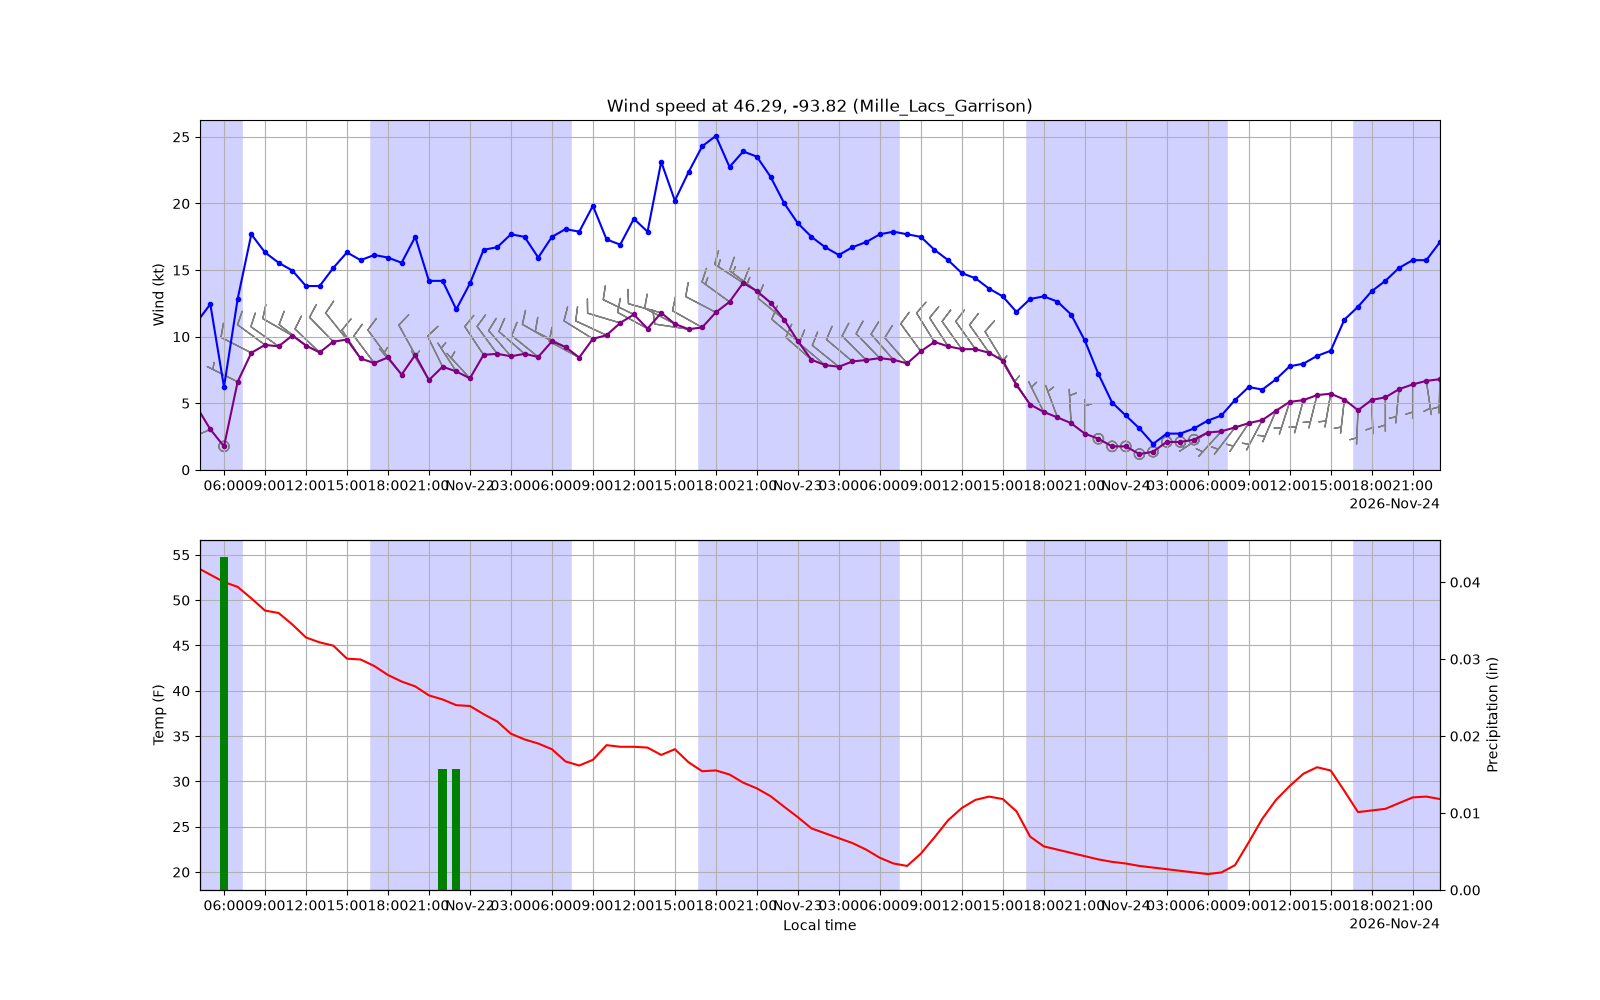 Wind speed at 46.29, -93.82 (Mille_Lacs_Garrison)
25
20
15
10
5
0
Wind (kt)
06:00 09:00 12:00 15:00 18:00 21:00 Nov-22 03:00 06:00 09:00 12:00 15:00 18:00 21:00 Nov-23 03:00 06:00 09:00 12:00 15:00 18:00 21:00 Nov-24 03:00 06:00 09:00 12:00 15:00 18:00 21:00
2026-Nov-24
55
50
45
40
35
30
25
20
Temp (F)
0.04
0.03
0.02
0.01
0.00
Precipitation (in)
06:00 09:00 12:00 15:00 18:00 21:00 Nov-22 03:00 06:00 09:00 12:00 15:00 18:00 21:00 Nov-23 03:00 06:00 09:00 12:00 15:00 18:00 21:00 Nov-24 03:00 06:00 09:00 12:00 15:00 18:00 21:00
Local time
2026-Nov-24